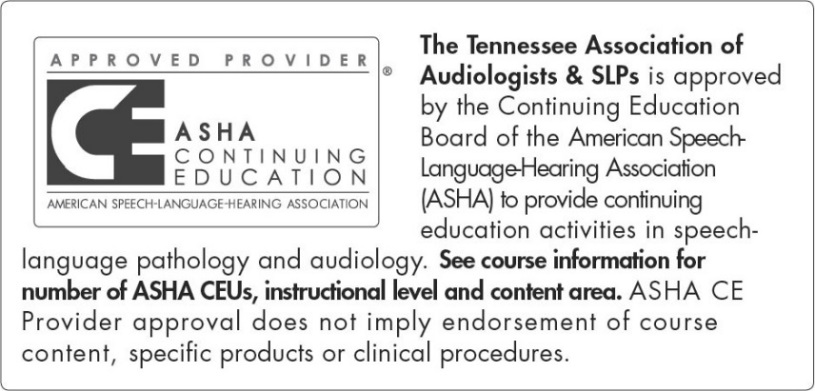 APPROVED PROVIDER
®
CE
ASHA
CONTINUING
EDUCATION
AMERICAN SPEECH-LANGUAGE-HEARING ASSOCIATION
The Tennessee Association of
Audiologists & SLPs is approved
by the Continuing Education
Board of the American Speech-
Language-Hearing Association
(ASHA) to provide continuing
education activities in speech-
language pathology and audiology. See course information for
number of ASHA CEUs, instructional level and content area. ASHA CE
Provider approval does not imply endorsement of course
content, specific products or clinical procedures.